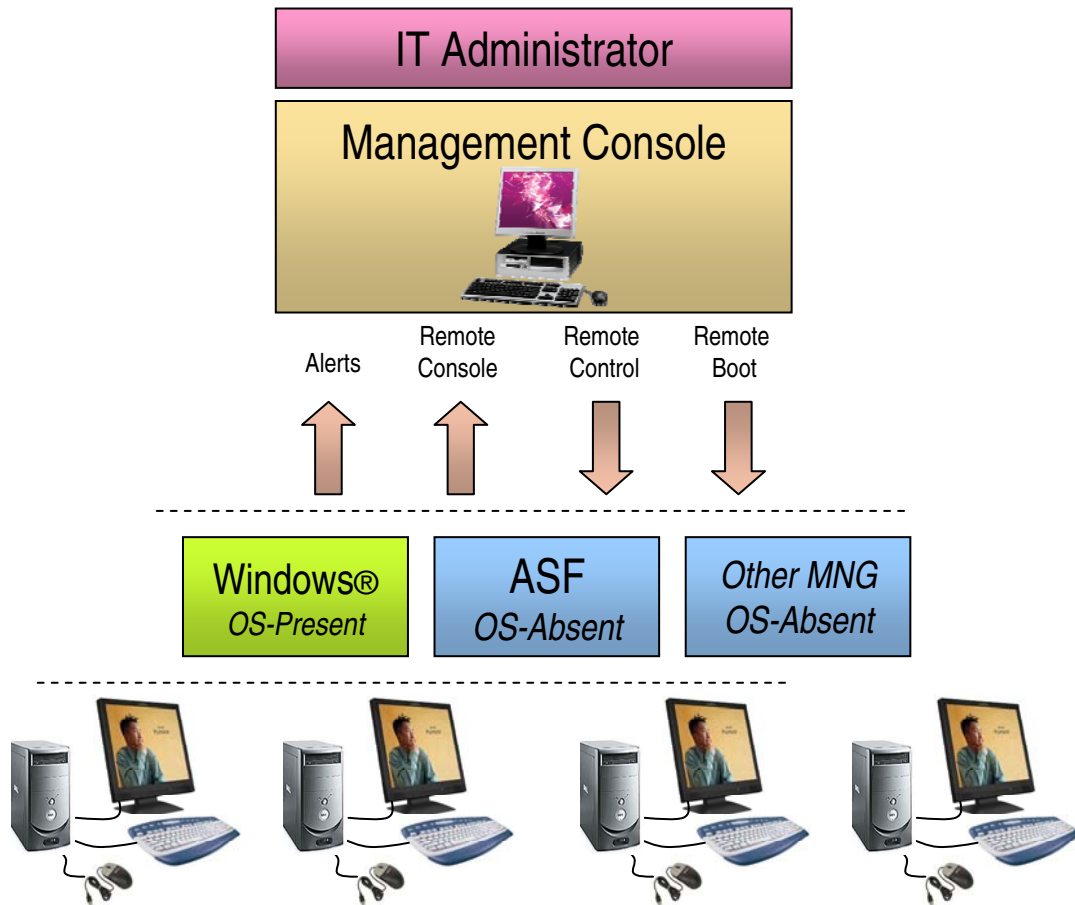 IT Administrator
Management Console
Alerts
Remote
Console
Remote
Control
Remote
Boot
Windows®
OS-Present
ASF
OS-Absent
Other MNG
OS-Absent